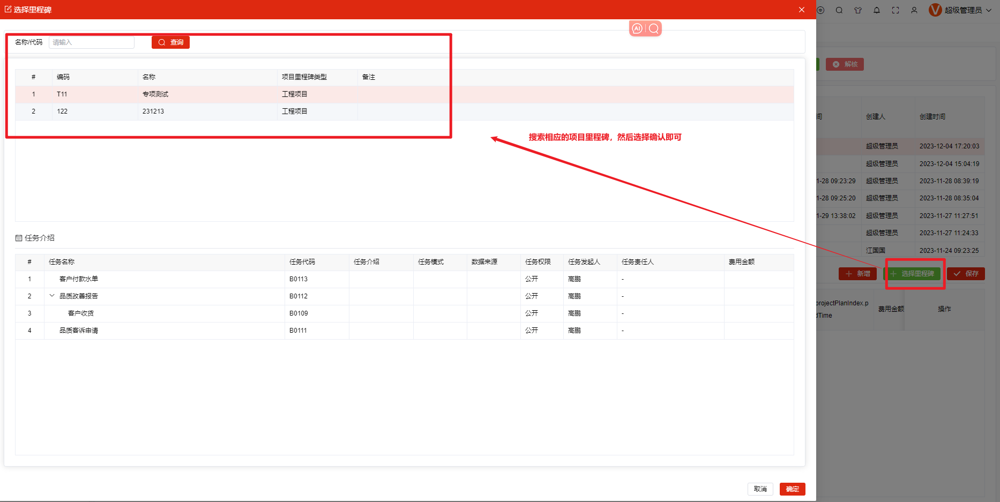 选择里程碑
超级管理员
AI
名称/代码 请输入 查询
解核
# 编码 名称 项目里程碑类型 备注
1 T11 专项测试 工程项目
2 122 231213 工程项目
搜索相应的项目里程碑，然后选择确认即可
间 创建人 创建时间
超级管理员 2023-12-04 17:20:03
超级管理员 2023-12-04 15:04:19
1-28 09:23:29 超级管理员 2023-11-28 08:39:19
1-28 09:25:20 超级管理员 2023-11-28 08:35:04
1-29 13:38:02 超级管理员 2023-11-27 11:27:51
超级管理员 2023-11-27 11:24:33
江国国 2023-11-24 09:23:25
任务介绍
新增 选择里程碑 保存
# 任务名称 任务代码 任务介绍 任务模式 数据来源 任务权限 任务发起人 任务责任人 费用金额
1 客户付款水单 B0113 公开 高鹏 -
2 品质改善报告 B0112 公开 高鹏 -
3 客户收货 B0109 公开 高鹏 -
4 品质客诉申请 B0111 公开 高鹏 -
projectPlanIndex.p
dTime
费用金额 操作
取消 确定